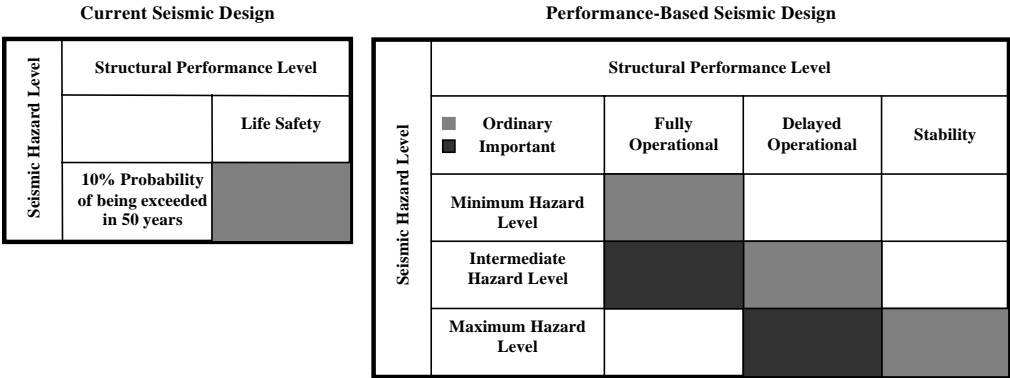 Current Seismic Design
Performance-Based Seismic Design
Seismic Hazard Level
Structural Performance Level
Life Safety
10% Probability
of being exceeded
in 50 years
Seismic Hazard Level
Structural Performance Level
Ordinary
Important
Fully
Operational
Delayed
Operational
Stability
Minimum Hazard
Level
Intermediate
Hazard Level
Maximum Hazard
Level